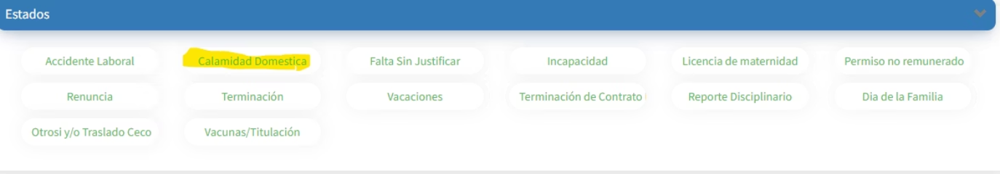 Estados
Accidente Laboral Calamidad Domestica Falta Sin Justificar Incapacidad Licencia de maternidad Permiso no remunerado
Renuncia Terminación Vacaciones Terminación de Contrato Reporte Disciplinario Dia de la Familia
Otrosi y/o Traslado Ceco Vacunas/Titulación